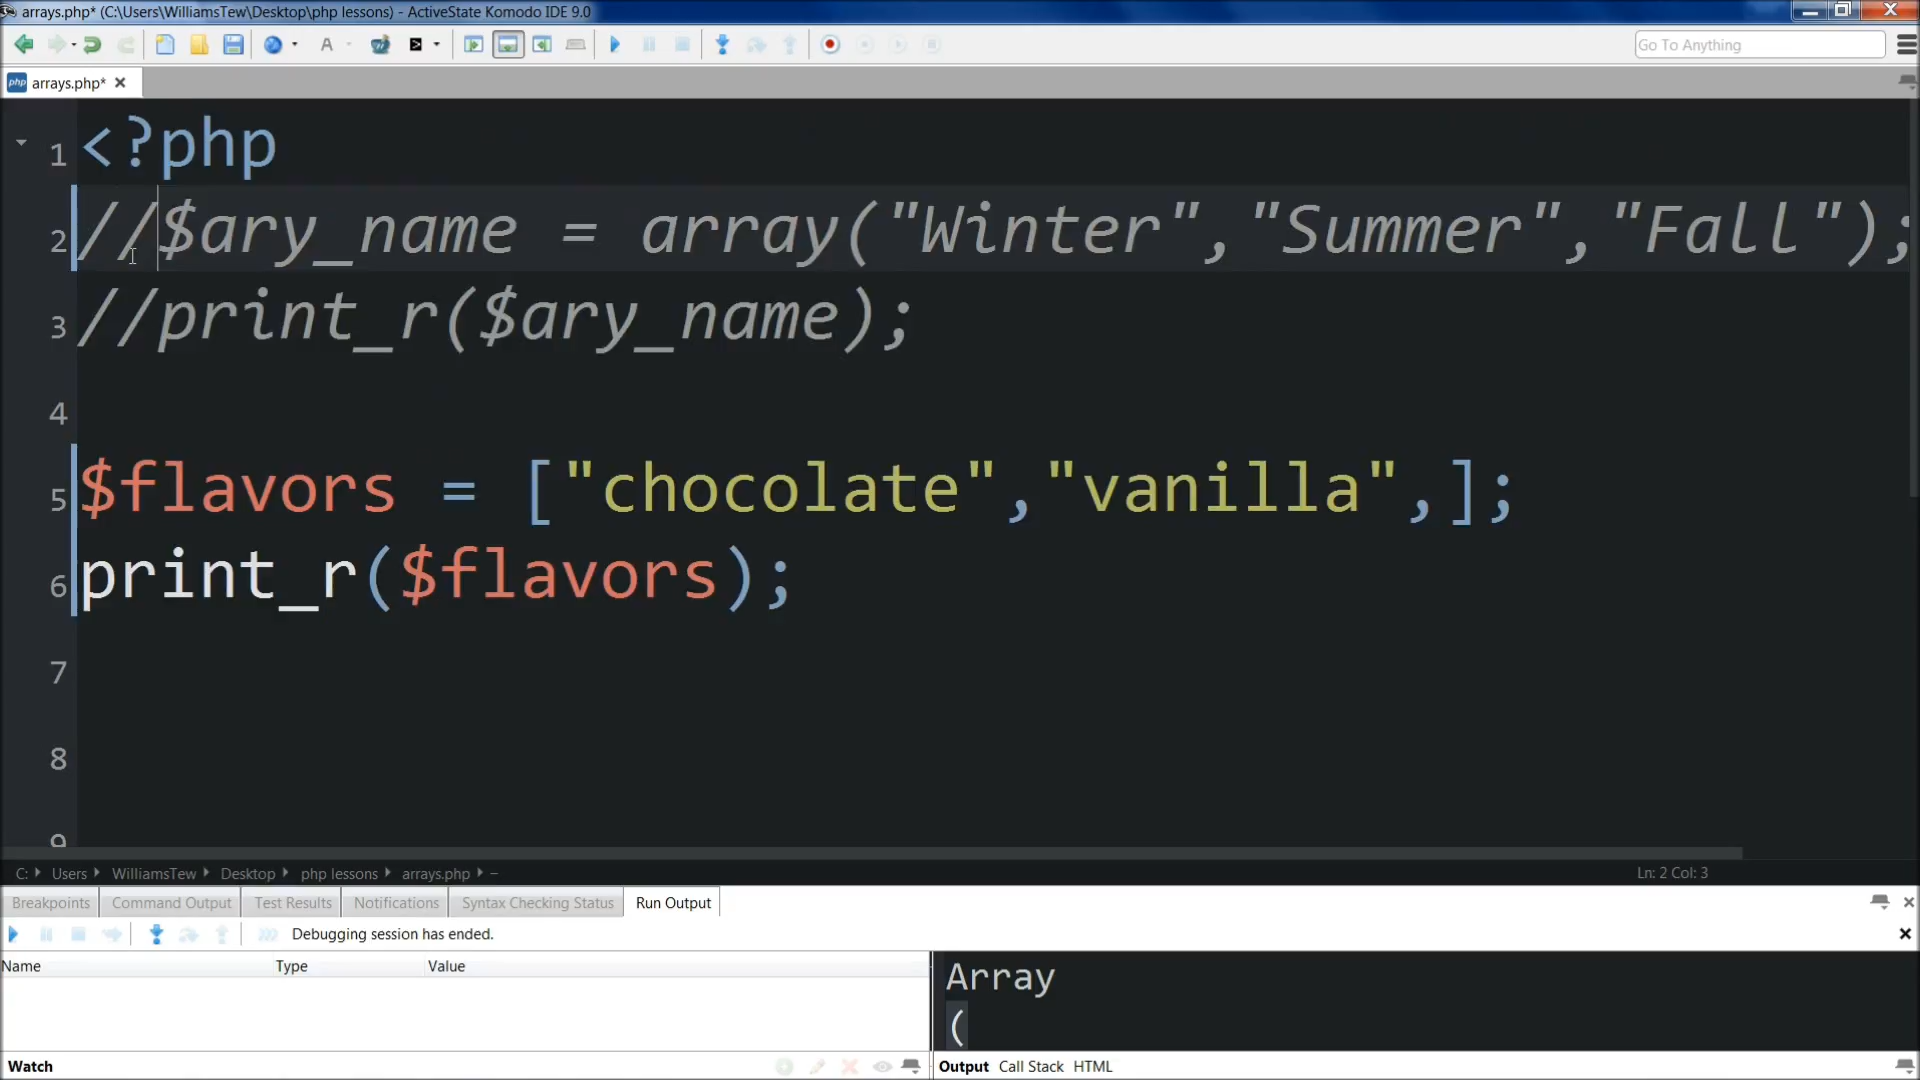 arrays.php* (C:\Users\WilliamsTew\Desktop\php lessons) - ActiveState Komodo IDE 9.0
Go To Anything
php arrays.php*
1 <?php
2 //$ary_name = array("Winter","Summer","Fall");
3 //print_r($ary_name);
4
5 $flavors = ["chocolate","vanilla",];
6 print_r($flavors);
7
8
9
C: Users WilliamsTew Desktop php lessons arrays.php Ln: 2 Col: 3
Breakpoints Command Output Test Results Notifications Syntax Checking Status Run Output
Debugging session has ended.
Name Type Value
Array
(
Watch Output Call Stack HTML